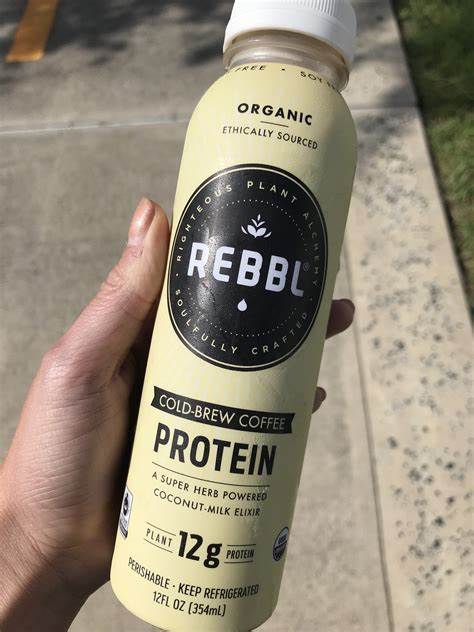 FREE • SOY
ORGANIC
ETHICALLY SOURCED
RIGHTEOUS PLANT ALCHEMY
REBBL®
SOULFULLY CRAFTED
COLD-BREW COFFEE
PROTEIN
A SUPER HERB POWERED
COCONUT-MILK ELIXIR
PLANT 12g PROTEIN
PERISHABLE • KEEP REFRIGERATED
12FL OZ [354mL]